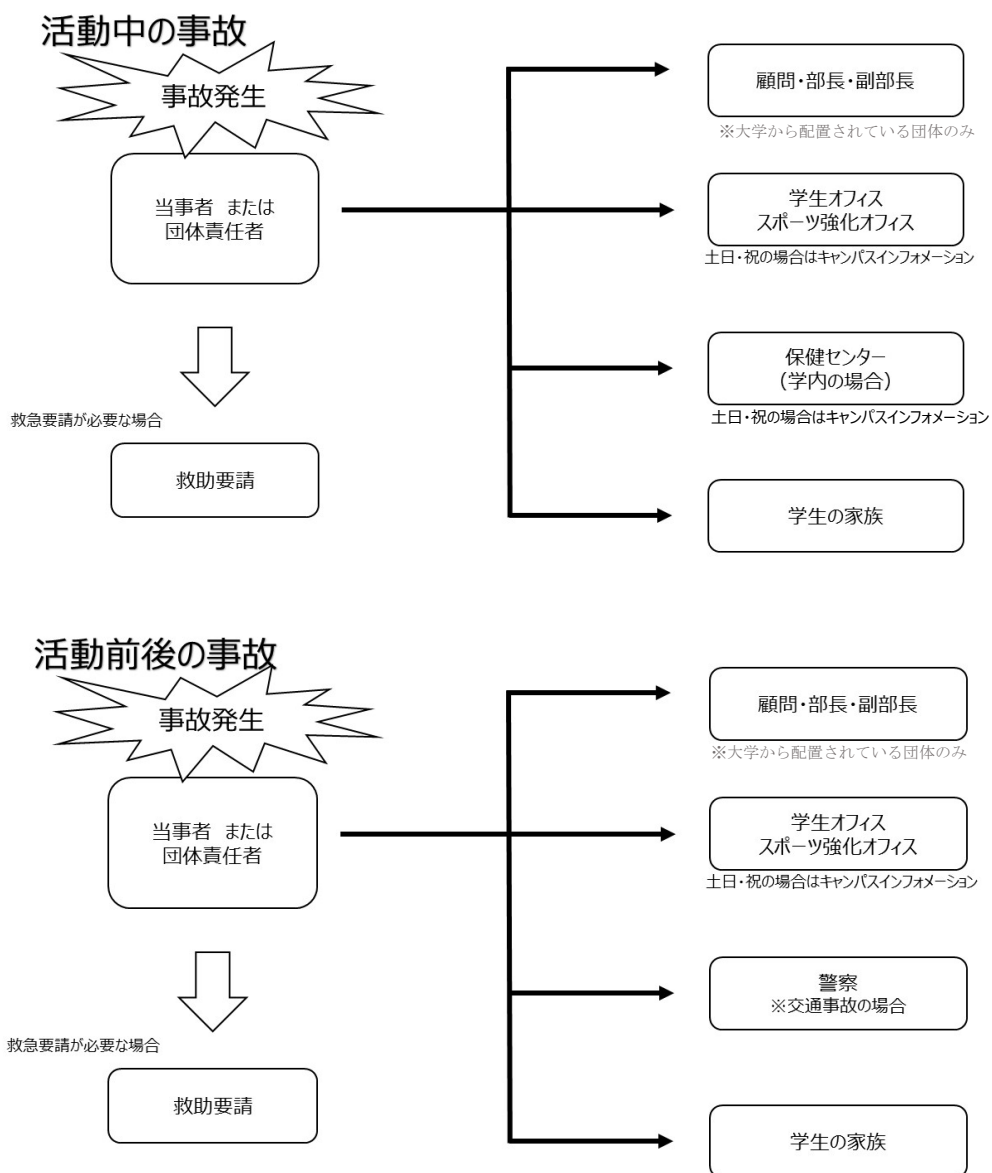 活動中の事故
事故発生
当事者　または
団体責任者
救急要請が必要な場合
救助要請
顧問・部長・副部長
※大学から配置されている団体のみ
学生オフィス
スポーツ強化オフィス
土日・祝の場合はキャンパスインフォメーション
保健センター
（学内の場合）
土日・祝の場合はキャンパスインフォメーション
学生の家族
活動前後の事故
事故発生
当事者　または
団体責任者
救急要請が必要な場合
救助要請
顧問・部長・副部長
※大学から配置されている団体のみ
学生オフィス
スポーツ強化オフィス
土日・祝の場合はキャンパスインフォメーション
警察
※交通事故の場合
学生の家族